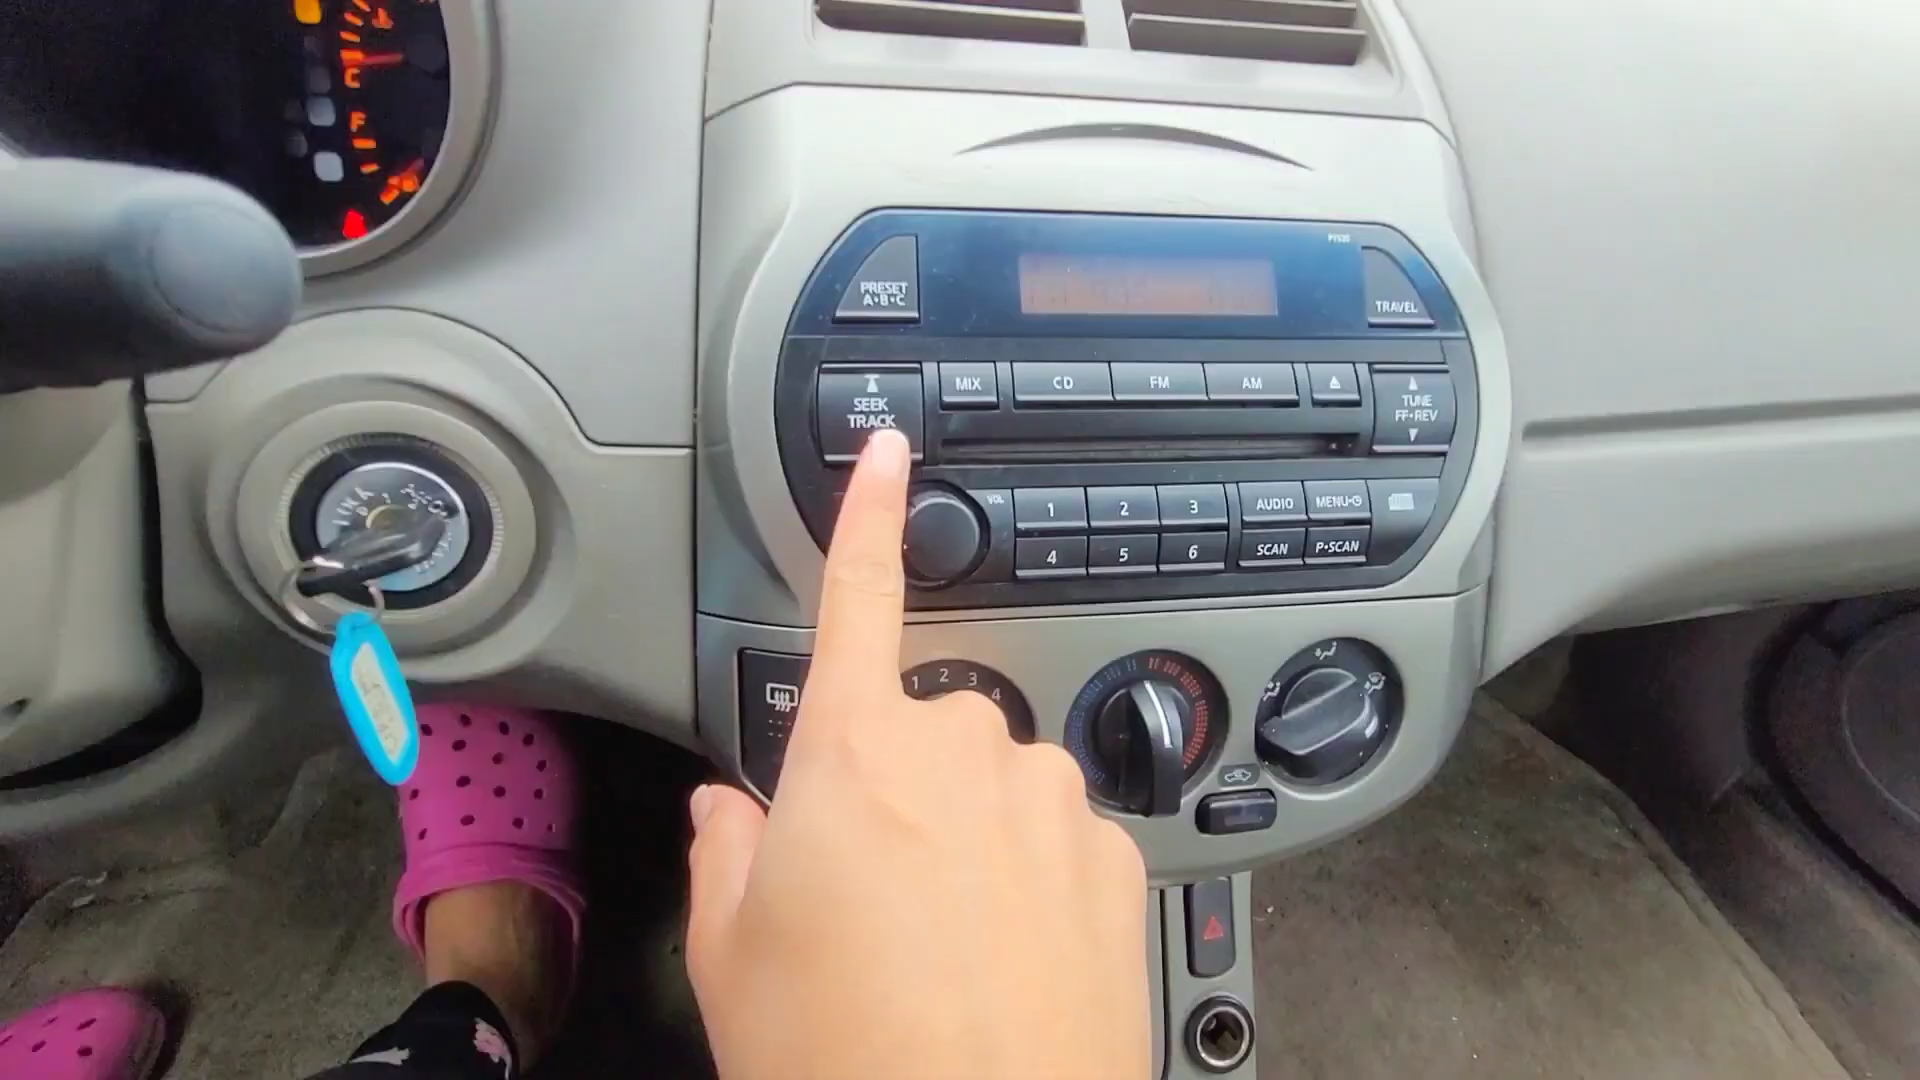 C
F
PRESET
A•B•C
TRAVEL
SEEK
TRACK
MIX
CD
FM
AM
TUNE
FF•REV
VOL
1
2
3
AUDIO
MENU
4
5
6
SCAN
P•SCAN
1 2 3 4